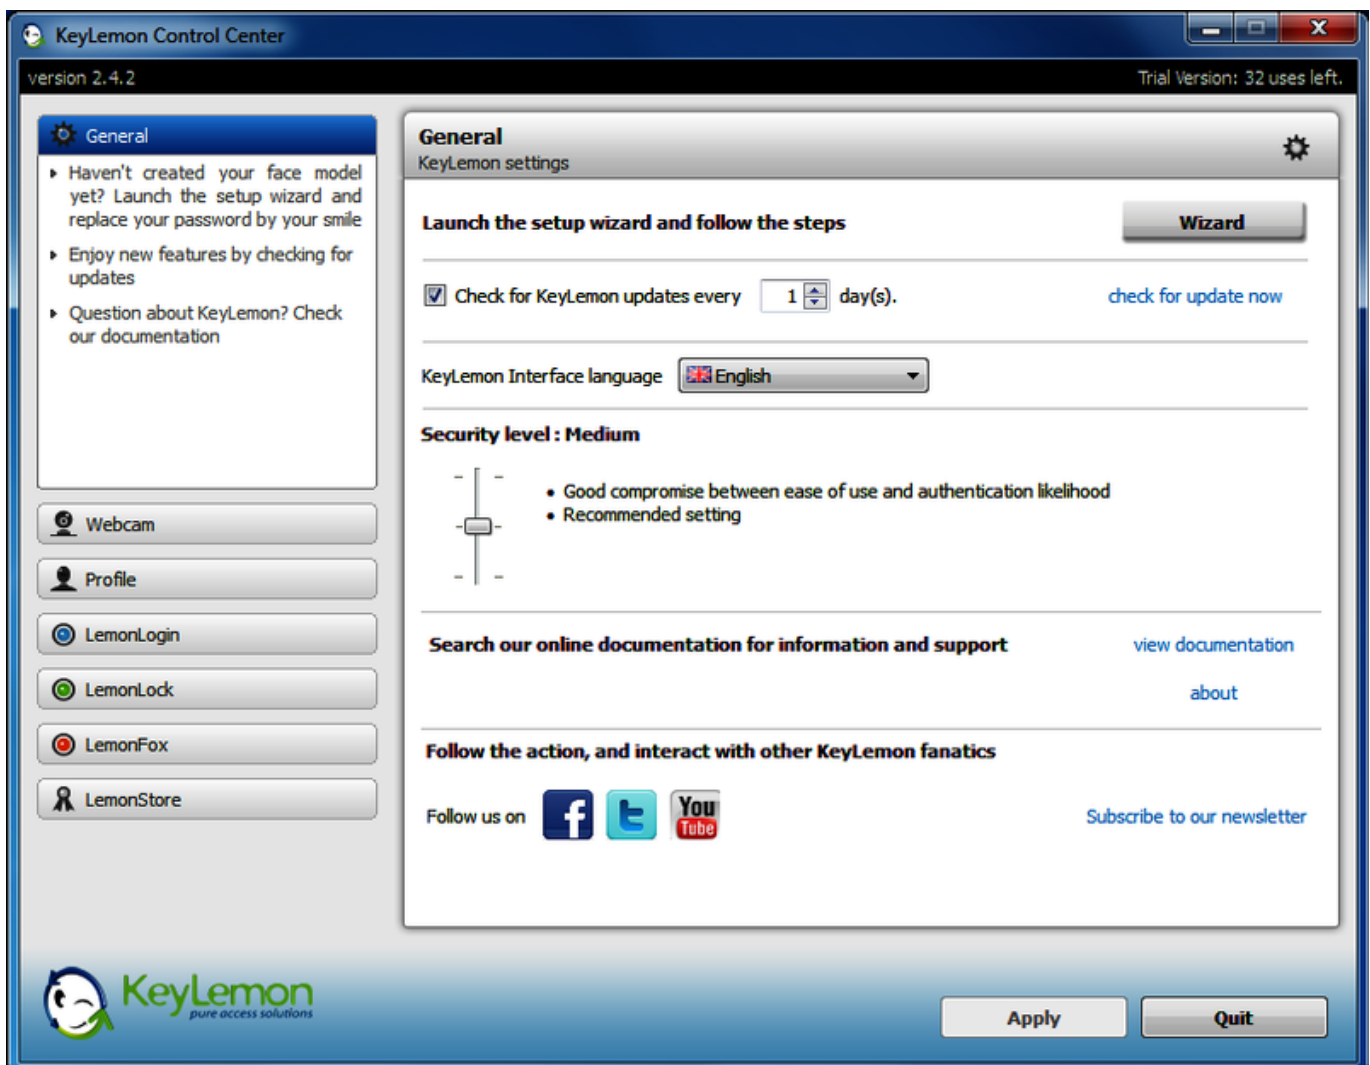 KeyLemon Control Center
version 2.4.2
Trial Version: 32 uses left.
General
Haven't created your face model
yet? Launch the setup wizard and
replace your password by your smile
Enjoy new features by checking for
updates
Question about KeyLemon? Check
our documentation
Webcam
Profile
LemonLogin
LemonLock
LemonFox
LemonStore
General
KeyLemon settings
Launch the setup wizard and follow the steps
Wizard
Check for KeyLemon updates every 1 day(s).
check for update now
KeyLemon Interface language English
Security level : Medium
Good compromise between ease of use and authentication likelihood
Recommended setting
Search our online documentation for information and support
view documentation
about
Follow the action, and interact with other KeyLemon fanatics
Follow us on
You
Tube
Subscribe to our newsletter
KeyLemon
pure access solutions
Apply
Quit